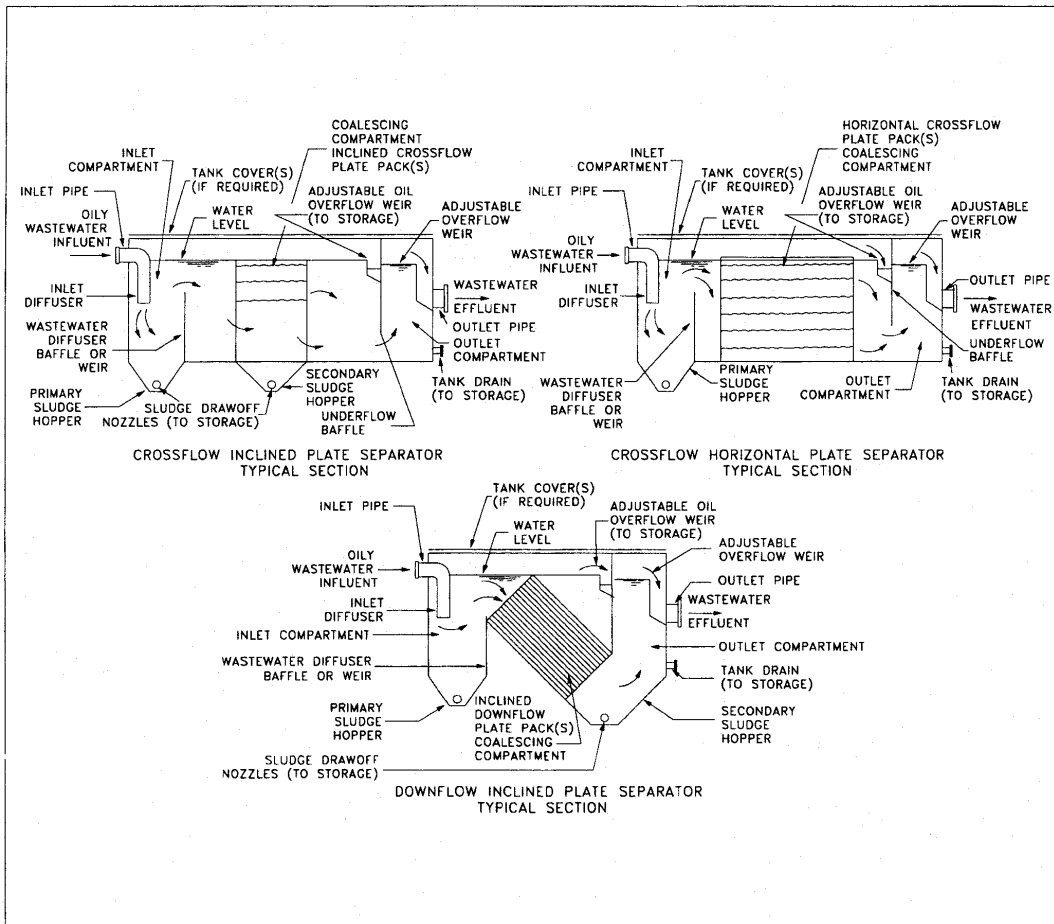 COALESCING
COMPARTMENT
INCLINED CROSSFLOW
PLATE PACK(S)
INLET
COMPARTMENT
TANK COVER(S)
(IF REQUIRED)
ADJUSTABLE OIL
OVERFLOW WEIR
(TO STORAGE)
INLET PIPE
WATER
LEVEL
ADJUSTABLE
OVERFLOW
WEIR
OILY
WASTEWATER
INFLUENT
INLET
DIFFUSER
WASTEWATER
EFFLUENT
WASTEWATER
DIFFUSER
BAFFLE OR
WEIR
OUTLET PIPE
OUTLET
COMPARTMENT
PRIMARY
SLUDGE
HOPPER
SLUDGE DRAWOFF
NOZZLES (TO STORAGE)
SECONDARY
SLUDGE
HOPPER
UNDERFLOW
BAFFLE
TANK DRAIN
(TO STORAGE)
CROSSFLOW INCLINED PLATE SEPARATOR
TYPICAL SECTION
HORIZONTAL CROSSFLOW
PLATE PACK(S)
COALESCING
COMPARTMENT
INLET
COMPARTMENT
TANK COVER(S)
(IF REQUIRED)
ADJUSTABLE OIL
OVERFLOW WEIR
(TO STORAGE)
INLET PIPE
WATER
LEVEL
ADJUSTABLE
OVERFLOW
WEIR
OILY
WASTEWATER
INFLUENT
INLET
DIFFUSER
OUTLET PIPE
WASTEWATER
EFFLUENT
UNDERFLOW
BAFFLE
WASTEWATER
DIFFUSER
BAFFLE OR
WEIR
PRIMARY
SLUDGE
HOPPER
OUTLET
COMPARTMENT
TANK DRAIN
(TO STORAGE)
CROSSFLOW HORIZONTAL PLATE SEPARATOR
TYPICAL SECTION
TANK COVER(S)
(IF REQUIRED)
INLET PIPE
WATER
LEVEL
ADJUSTABLE OIL
OVERFLOW WEIR
(TO STORAGE)
ADJUSTABLE
OVERFLOW WEIR
OILY
WASTEWATER
INFLUENT
OUTLET PIPE
WASTEWATER
EFFLUENT
INLET
DIFFUSER
INLET COMPARTMENT
OUTLET COMPARTMENT
WASTEWATER DIFFUSER
BAFFLE OR WEIR
TANK DRAIN
(TO STORAGE)
PRIMARY
SLUDGE
HOPPER
INCLINED
DOWNFLOW
PLATE PACK(S)
COALESCING
COMPARTMENT
SECONDARY
SLUDGE
HOPPER
SLUDGE DRAWOFF
NOZZLES (TO STORAGE)
DOWNFLOW INCLINED PLATE SEPARATOR
TYPICAL SECTION